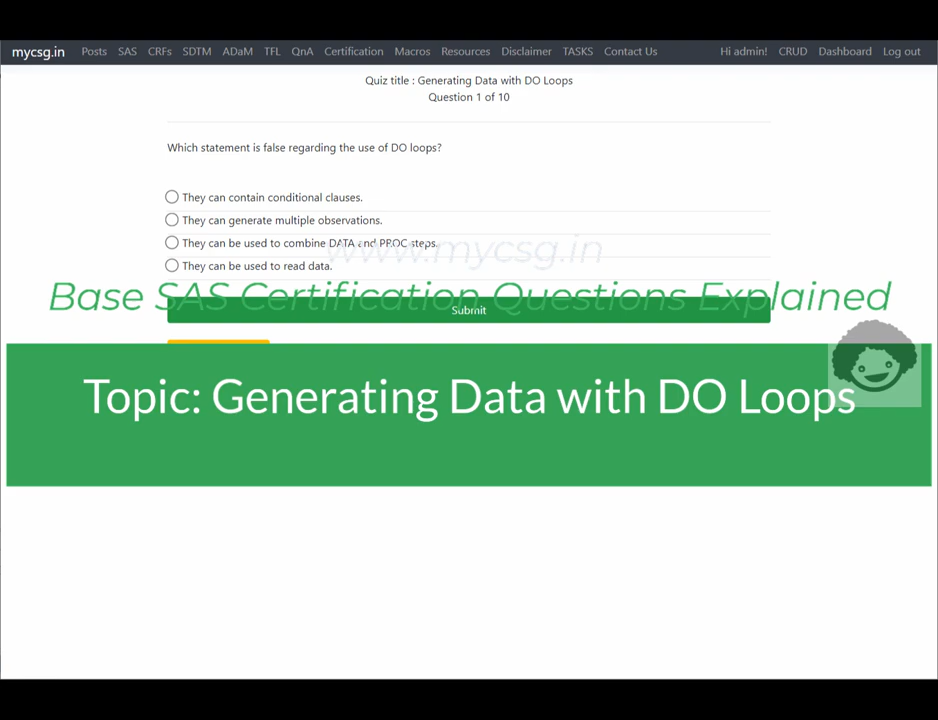 mycsg.in Posts SAS CRFs SDTM ADaM TFL QnA Certification Macros Resources Disclaimer TASKS Contact Us Hi admin! CRUD Dashboard Log out
Quiz title : Generating Data with DO Loops
Question 1 of 10
Which statement is false regarding the use of DO loops?
They can contain conditional clauses.
They can generate multiple observations.
They can be used to combine DATA and PROC steps.
www.mycsg.in
They can be used to read data.
Base SAS Certification Questions Explained
Submit
Topic: Generating Data with DO Loops